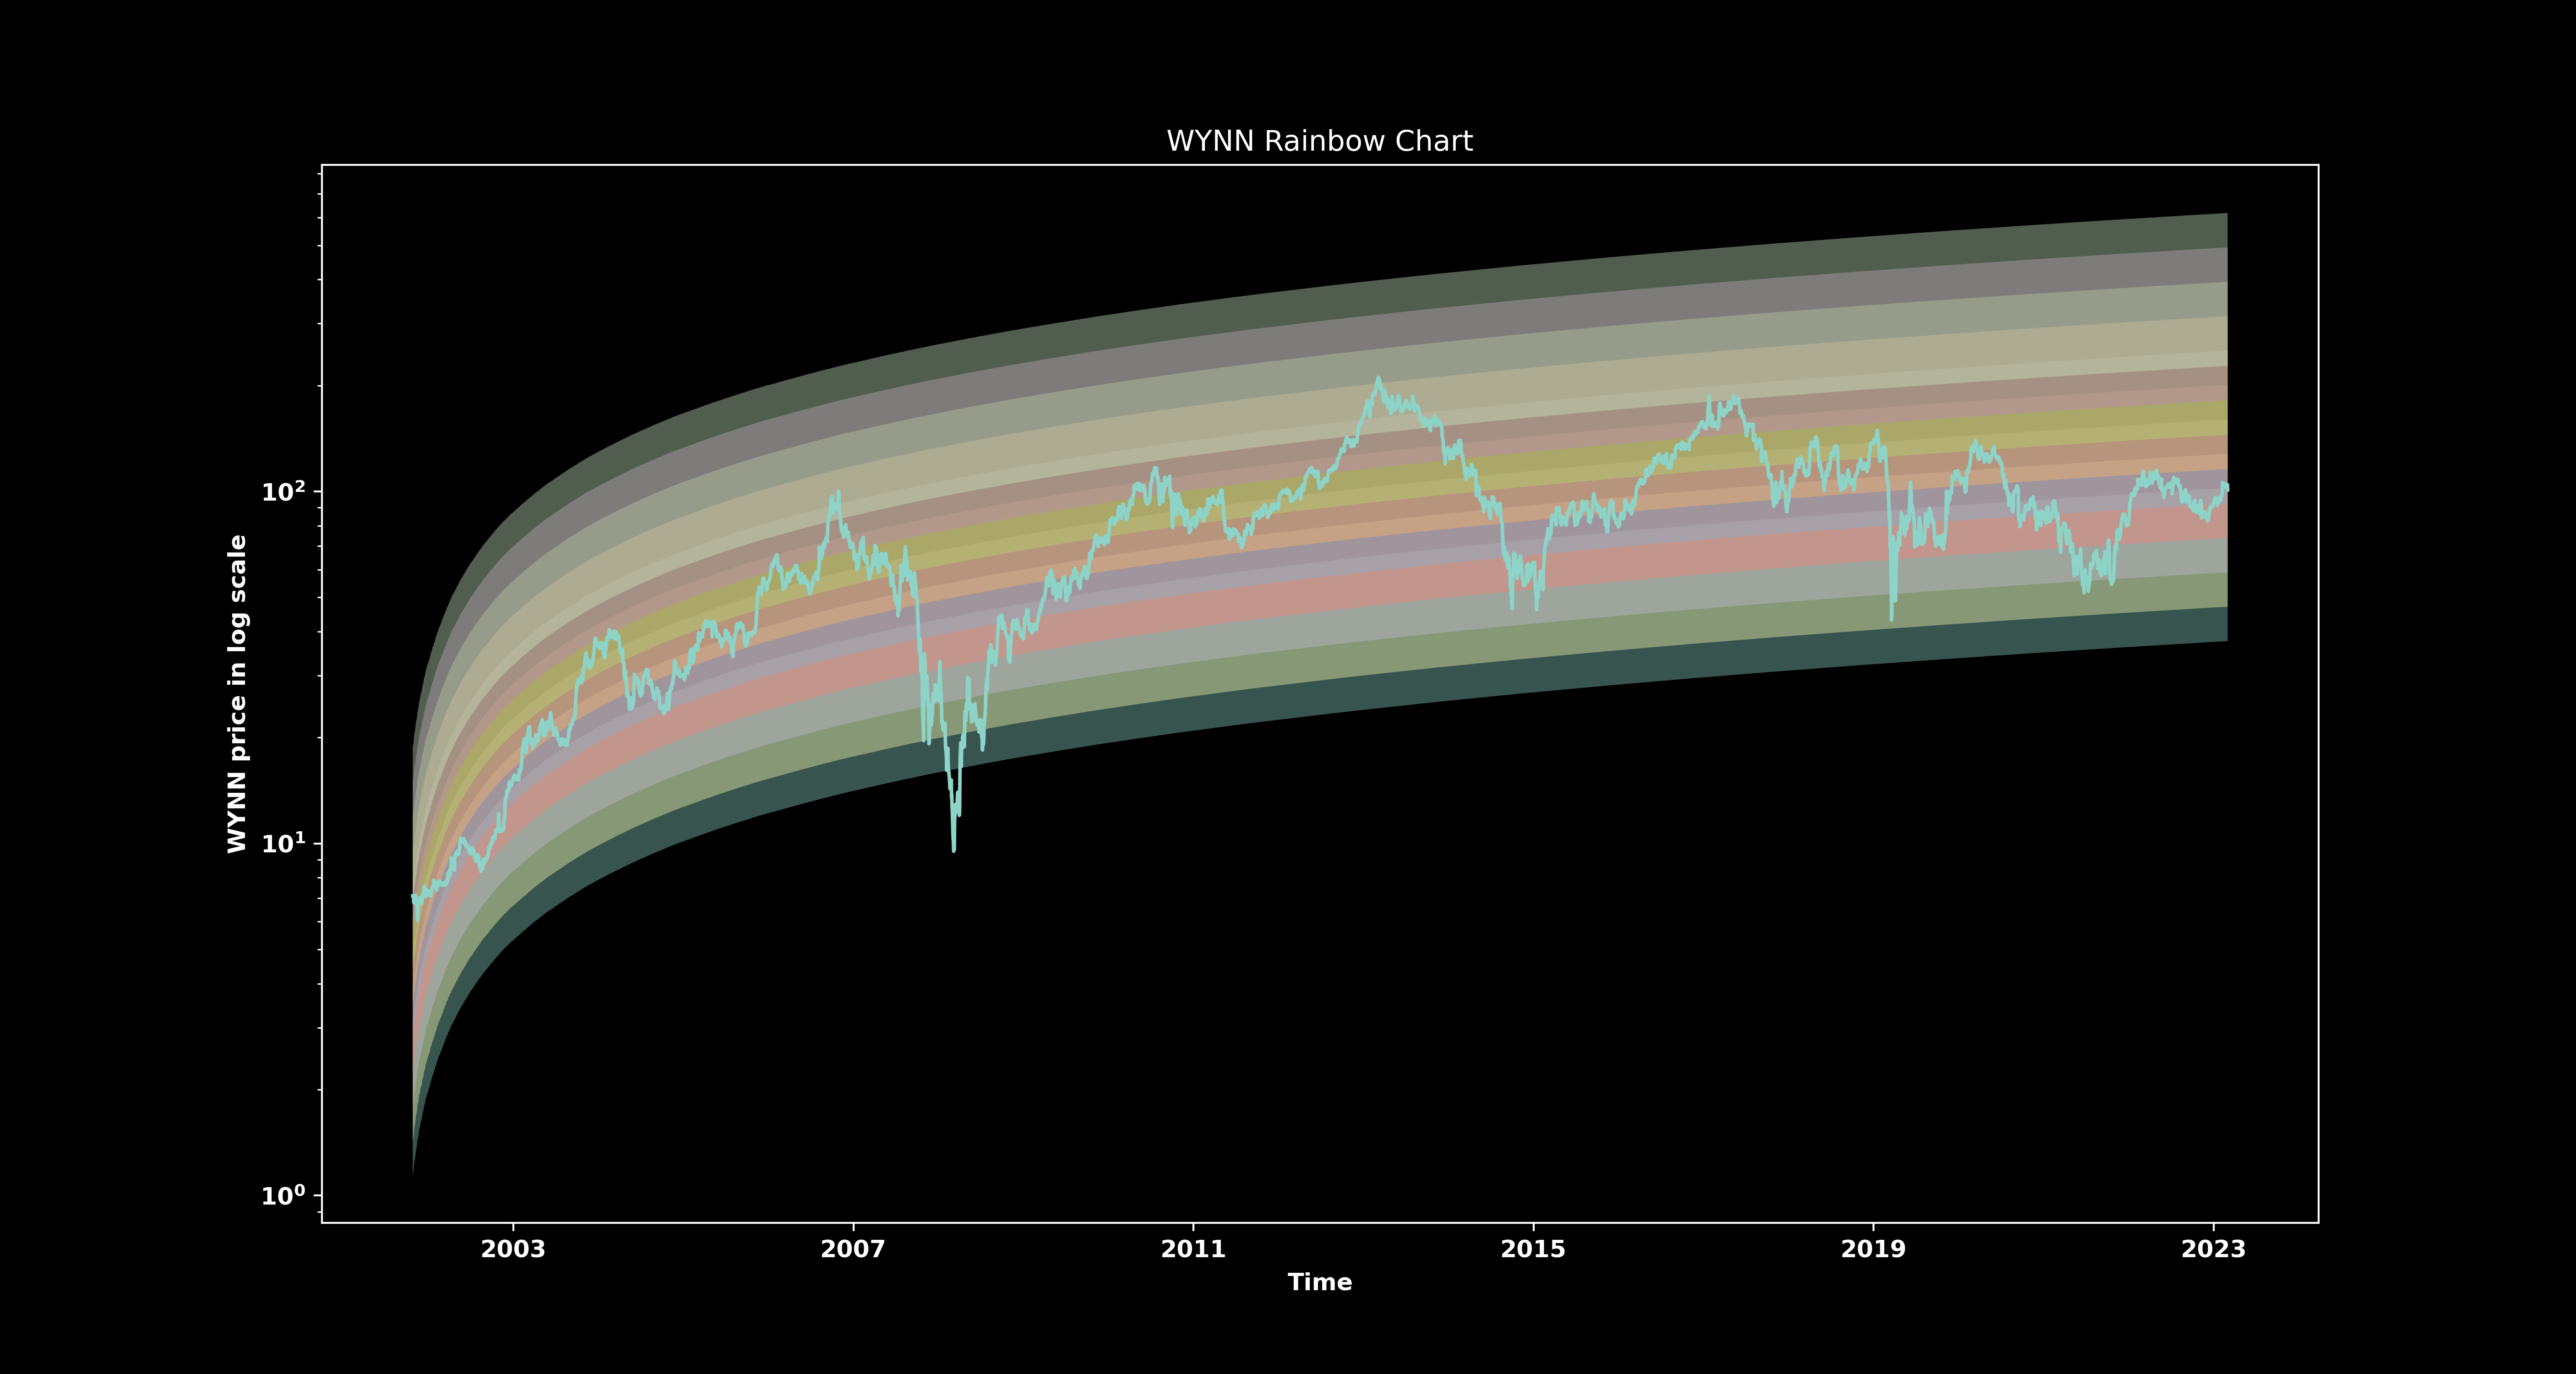 WYNN Rainbow Chart
WYNN price in log scale
10²
10¹
10⁰
2003 2007 2011 2015 2019 2023
Time